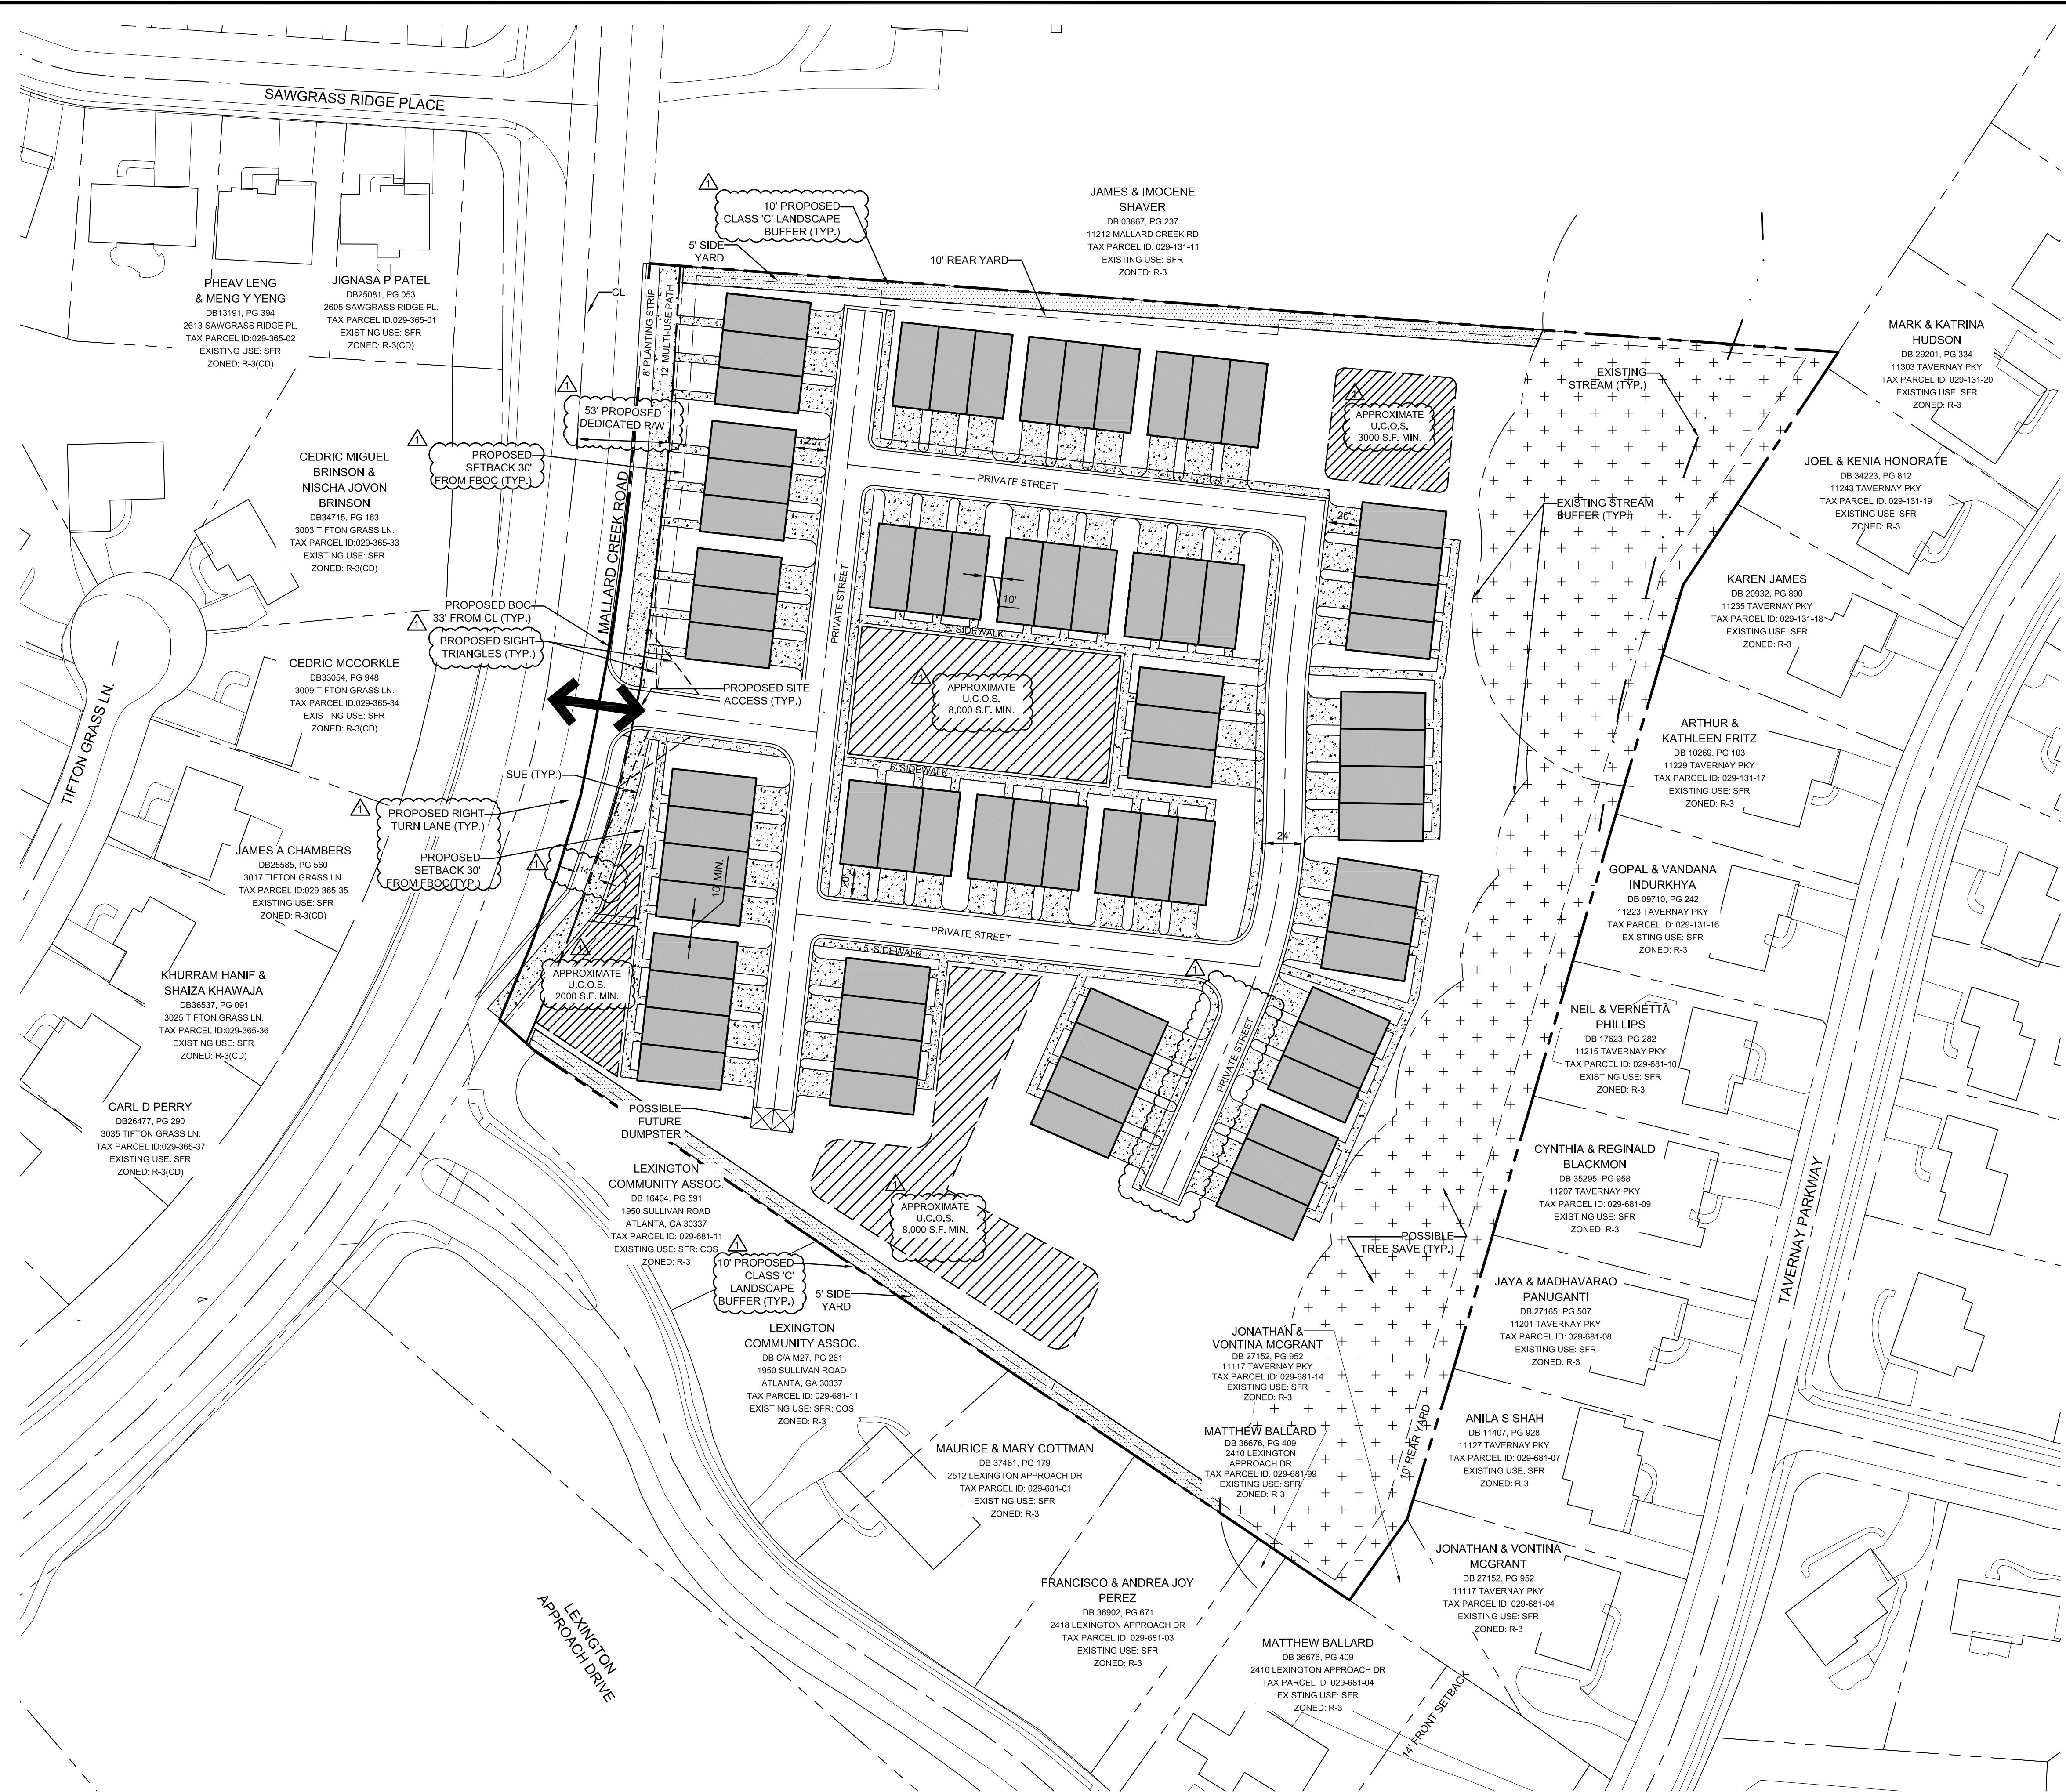 SAWGRASS RIDGE PLACE
PHEAV LENG
& MENG Y YENG
DB13191, PG 394
2613 SAWGRASS RIDGE PL.
TAX PARCEL ID:029-365-02
EXISTING USE: SFR
ZONED: R-3(CD)
JIGNASA P PATEL
DB25081, PG 053
2605 SAWGRASS RIDGE PL.
TAX PARCEL ID:029-365-01
EXISTING USE: SFR
ZONED: R-3(CD)
1
10' PROPOSED
CLASS 'C' LANDSCAPE
BUFFER (TYP.)
5' SIDE
YARD
10' REAR YARD
JAMES & IMOGENE
SHAVER
DB 03867, PG 237
11212 MALLARD CREEK RD
TAX PARCEL ID: 029-131-11
EXISTING USE: SFR
ZONED: R-3
CL
8' PLANTING STRIP
12' MULTI-USE PATH
1
53' PROPOSED
DEDICATED R/W
1
PROPOSED
SETBACK 30'
FROM FBOC (TYP.)
MALLARD CREEK ROAD
20'
PRIVATE STREET
PRIVATE STREET
1
APPROXIMATE
U.C.O.S.
3000 S.F. MIN.
20'
EXISTING
STREAM (TYP.)
EXISTING STREAM
BUFFER (TYP.)
MARK & KATRINA
HUDSON
DB 29201, PG 334
11303 TAVERNAY PKY
TAX PARCEL ID: 029-131-20
EXISTING USE: SFR
ZONED: R-3
JOEL & KENIA HONORATE
DB 34223, PG 812
11243 TAVERNAY PKY
TAX PARCEL ID: 029-131-19
EXISTING USE: SFR
ZONED: R-3
KAREN JAMES
DB 20932, PG 890
11235 TAVERNAY PKY
TAX PARCEL ID: 029-131-18
EXISTING USE: SFR
ZONED: R-3
CEDRIC MIGUEL
BRINSON &
NISCHA JOVON
BRINSON
DB34715, PG 163
3003 TIFTON GRASS LN.
TAX PARCEL ID:029-365-33
EXISTING USE: SFR
ZONED: R-3(CD)
PROPOSED BOC
33' FROM CL (TYP.)
1
PROPOSED SIGHT
TRIANGLES (TYP.)
PROPOSED SITE
ACCESS (TYP.)
10'
SIDEWALK
1
APPROXIMATE
U.C.O.S.
8,000 S.F. MIN.
5' SIDEWALK
TIFTON GRASS LN.
CEDRIC MCCORKLE
DB33054, PG 948
3009 TIFTON GRASS LN.
TAX PARCEL ID:029-365-34
EXISTING USE: SFR
ZONED: R-3(CD)
ARTHUR &
KATHLEEN FRITZ
DB 10269, PG 103
11229 TAVERNAY PKY
TAX PARCEL ID: 029-131-17
EXISTING USE: SFR
ZONED: R-3
SUE (TYP.)
1
PROPOSED RIGHT
TURN LANE (TYP.)
PROPOSED
SETBACK 30'
FROM FBOC(TYP.)
1
14'
10' MIN.
20'
24'
JAMES A CHAMBERS
DB25585, PG 560
3017 TIFTON GRASS LN.
TAX PARCEL ID:029-365-35
EXISTING USE: SFR
ZONED: R-3(CD)
GOPAL & VANDANA
INDURKHYA
DB 09710, PG 242
11223 TAVERNAY PKY
TAX PARCEL ID: 029-131-16
EXISTING USE: SFR
ZONED: R-3
PRIVATE STREET
5' SIDEWALK
1
APPROXIMATE
U.C.O.S.
2000 S.F. MIN.
1
PRIVATE STREET
KHURRAM HANIF &
SHAIZA KHAWAJA
DB36537, PG 091
3025 TIFTON GRASS LN.
TAX PARCEL ID:029-365-36
EXISTING USE: SFR
ZONED: R-3(CD)
NEIL & VERNETTA
PHILLIPS
DB 17623, PG 282
11215 TAVERNAY PKY
TAX PARCEL ID: 029-681-10
EXISTING USE: SFR
ZONED: R-3
CARL D PERRY
DB26477, PG 290
3035 TIFTON GRASS LN.
TAX PARCEL ID:029-365-37
EXISTING USE: SFR
ZONED: R-3(CD)
POSSIBLE
FUTURE
DUMPSTER
LEXINGTON
COMMUNITY ASSOC.
DB 16404, PG 591
1950 SULLIVAN ROAD
ATLANTA, GA 30337
TAX PARCEL ID: 029-681-11
EXISTING USE: SFR: COS
ZONED: R-3
1
APPROXIMATE
U.C.O.S.
8,000 S.F. MIN.
CYNTHIA & REGINALD
BLACKMON
DB 35295, PG 958
11207 TAVERNAY PKY
TAX PARCEL ID: 029-681-09
EXISTING USE: SFR
ZONED: R-3
TAVERNAY PARKWAY
POSSIBLE
TREE SAVE (TYP.)
1
10' PROPOSED
CLASS 'C'
LANDSCAPE
BUFFER (TYP.)
5' SIDE
YARD
JAYA & MADHAVARAO
PANUGANTI
DB 27165, PG 507
11201 TAVERNAY PKY
TAX PARCEL ID: 029-681-08
EXISTING USE: SFR
ZONED: R-3
LEXINGTON
COMMUNITY ASSOC.
DB C/A M27, PG 261
1950 SULLIVAN ROAD
ATLANTA, GA 30337
TAX PARCEL ID: 029-681-11
EXISTING USE: SFR: COS
ZONED: R-3
JONATHAN &
VONTINA MCGRANT
DB 27152, PG 952
11117 TAVERNAY PKY
TAX PARCEL ID: 029-681-14
EXISTING USE: SFR
ZONED: R-3
MATTHEW BALLARD
DB 36676, PG 409
2410 LEXINGTON
APPROACH DR
TAX PARCEL ID: 029-681-99
EXISTING USE: SFR
ZONED: R-3
10' REAR YARD
ANILA S SHAH
DB 11407, PG 928
11127 TAVERNAY PKY
TAX PARCEL ID: 029-681-07
EXISTING USE: SFR
ZONED: R-3
MAURICE & MARY COTTMAN
DB 37461, PG 179
2512 LEXINGTON APPROACH DR
TAX PARCEL ID: 029-681-01
EXISTING USE: SFR
ZONED: R-3
JONATHAN & VONTINA
MCGRANT
DB 27152, PG 952
11117 TAVERNAY PKY
TAX PARCEL ID: 029-681-04
EXISTING USE: SFR
ZONED: R-3
FRANCISCO & ANDREA JOY
PEREZ
DB 36902, PG 671
2418 LEXINGTON APPROACH DR
TAX PARCEL ID: 029-681-03
EXISTING USE: SFR
ZONED: R-3
LEXINGTON
APPROACH DRIVE
MATTHEW BALLARD
DB 36676, PG 409
2410 LEXINGTON APPROACH DR
TAX PARCEL ID: 029-681-04
EXISTING USE: SFR
ZONED: R-3
14' FRONT SETBACK